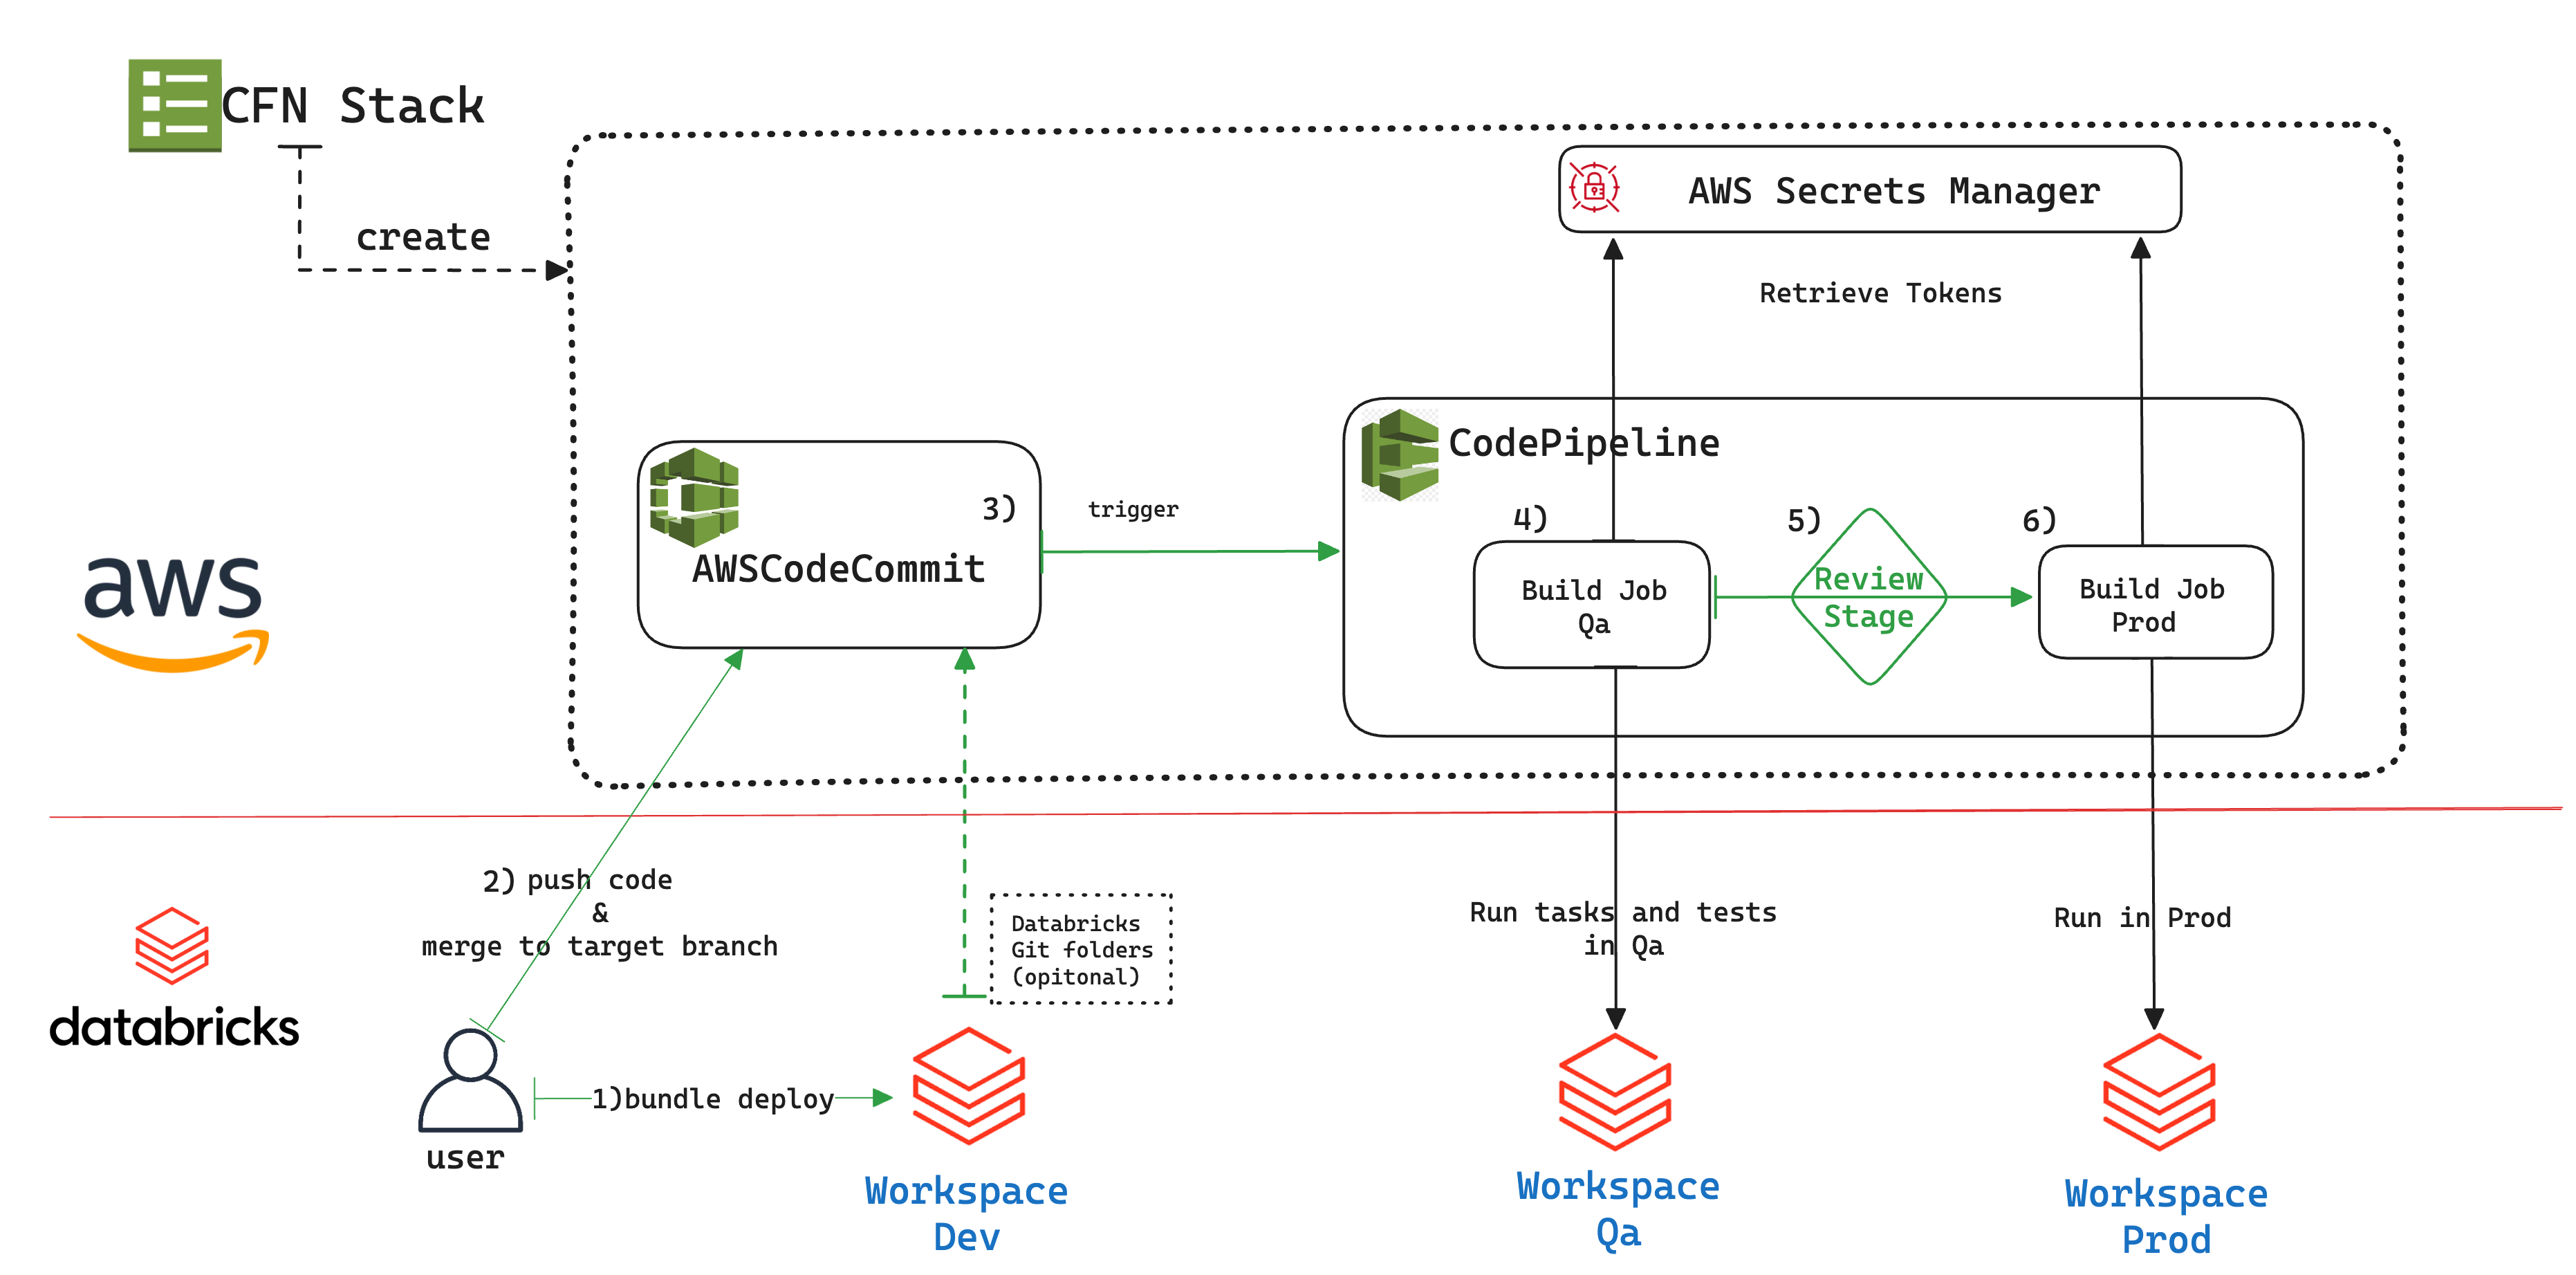 CFN Stack
create
AWS Secrets Manager
Retrieve Tokens
CodePipeline
3)
trigger
AWSCodeCommit
4)
5)
6)
Build Job
Qa
Review
Stage
Build Job
Prod
aws
2) push code
&
merge to target branch
Databricks
Git folders
(opitonal)
Run tasks and tests
in Qa
Run in Prod
databricks
1)bundle deploy
user
Workspace
Dev
Workspace
Qa
Workspace
Prod